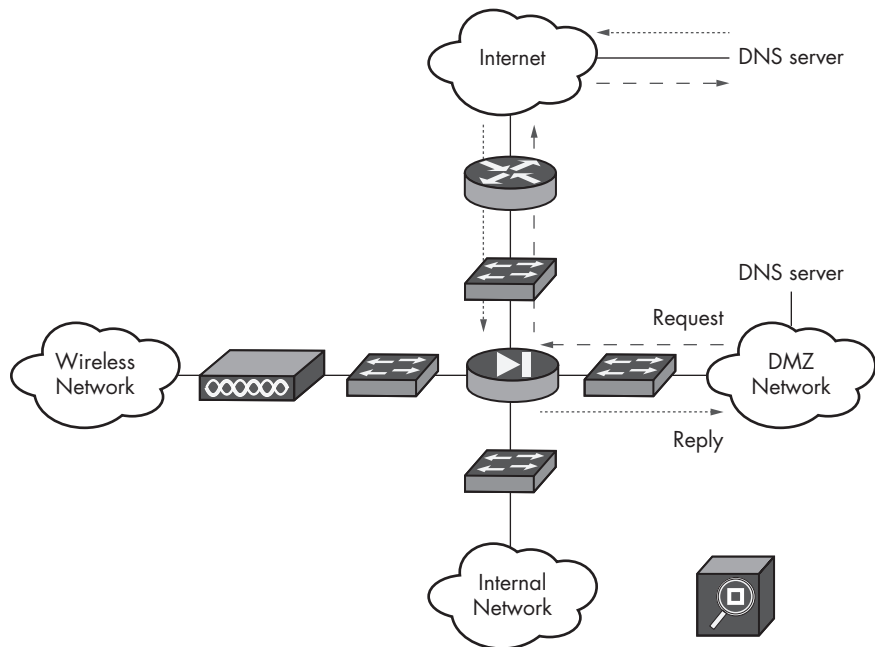 Internet
DNS server
DNS server
Request
Wireless
Network
DMZ
Network
Reply
Internal
Network